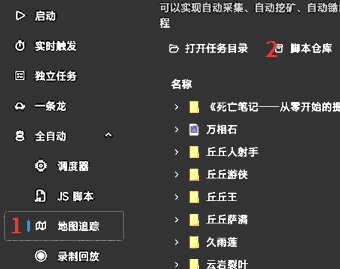 启动
实时触发
独立任务
一条龙
全自动
调度器
JS 脚本
1 地图追踪
录制回放
可以实现自动采集、自动挖矿、自动锄
程
打开任务目录 2 脚本仓库
名称
《死亡笔记——从零开始的
万相石
丘丘人射手
丘丘游侠
丘丘王
丘丘萨满
久雨莲
云岩裂叶